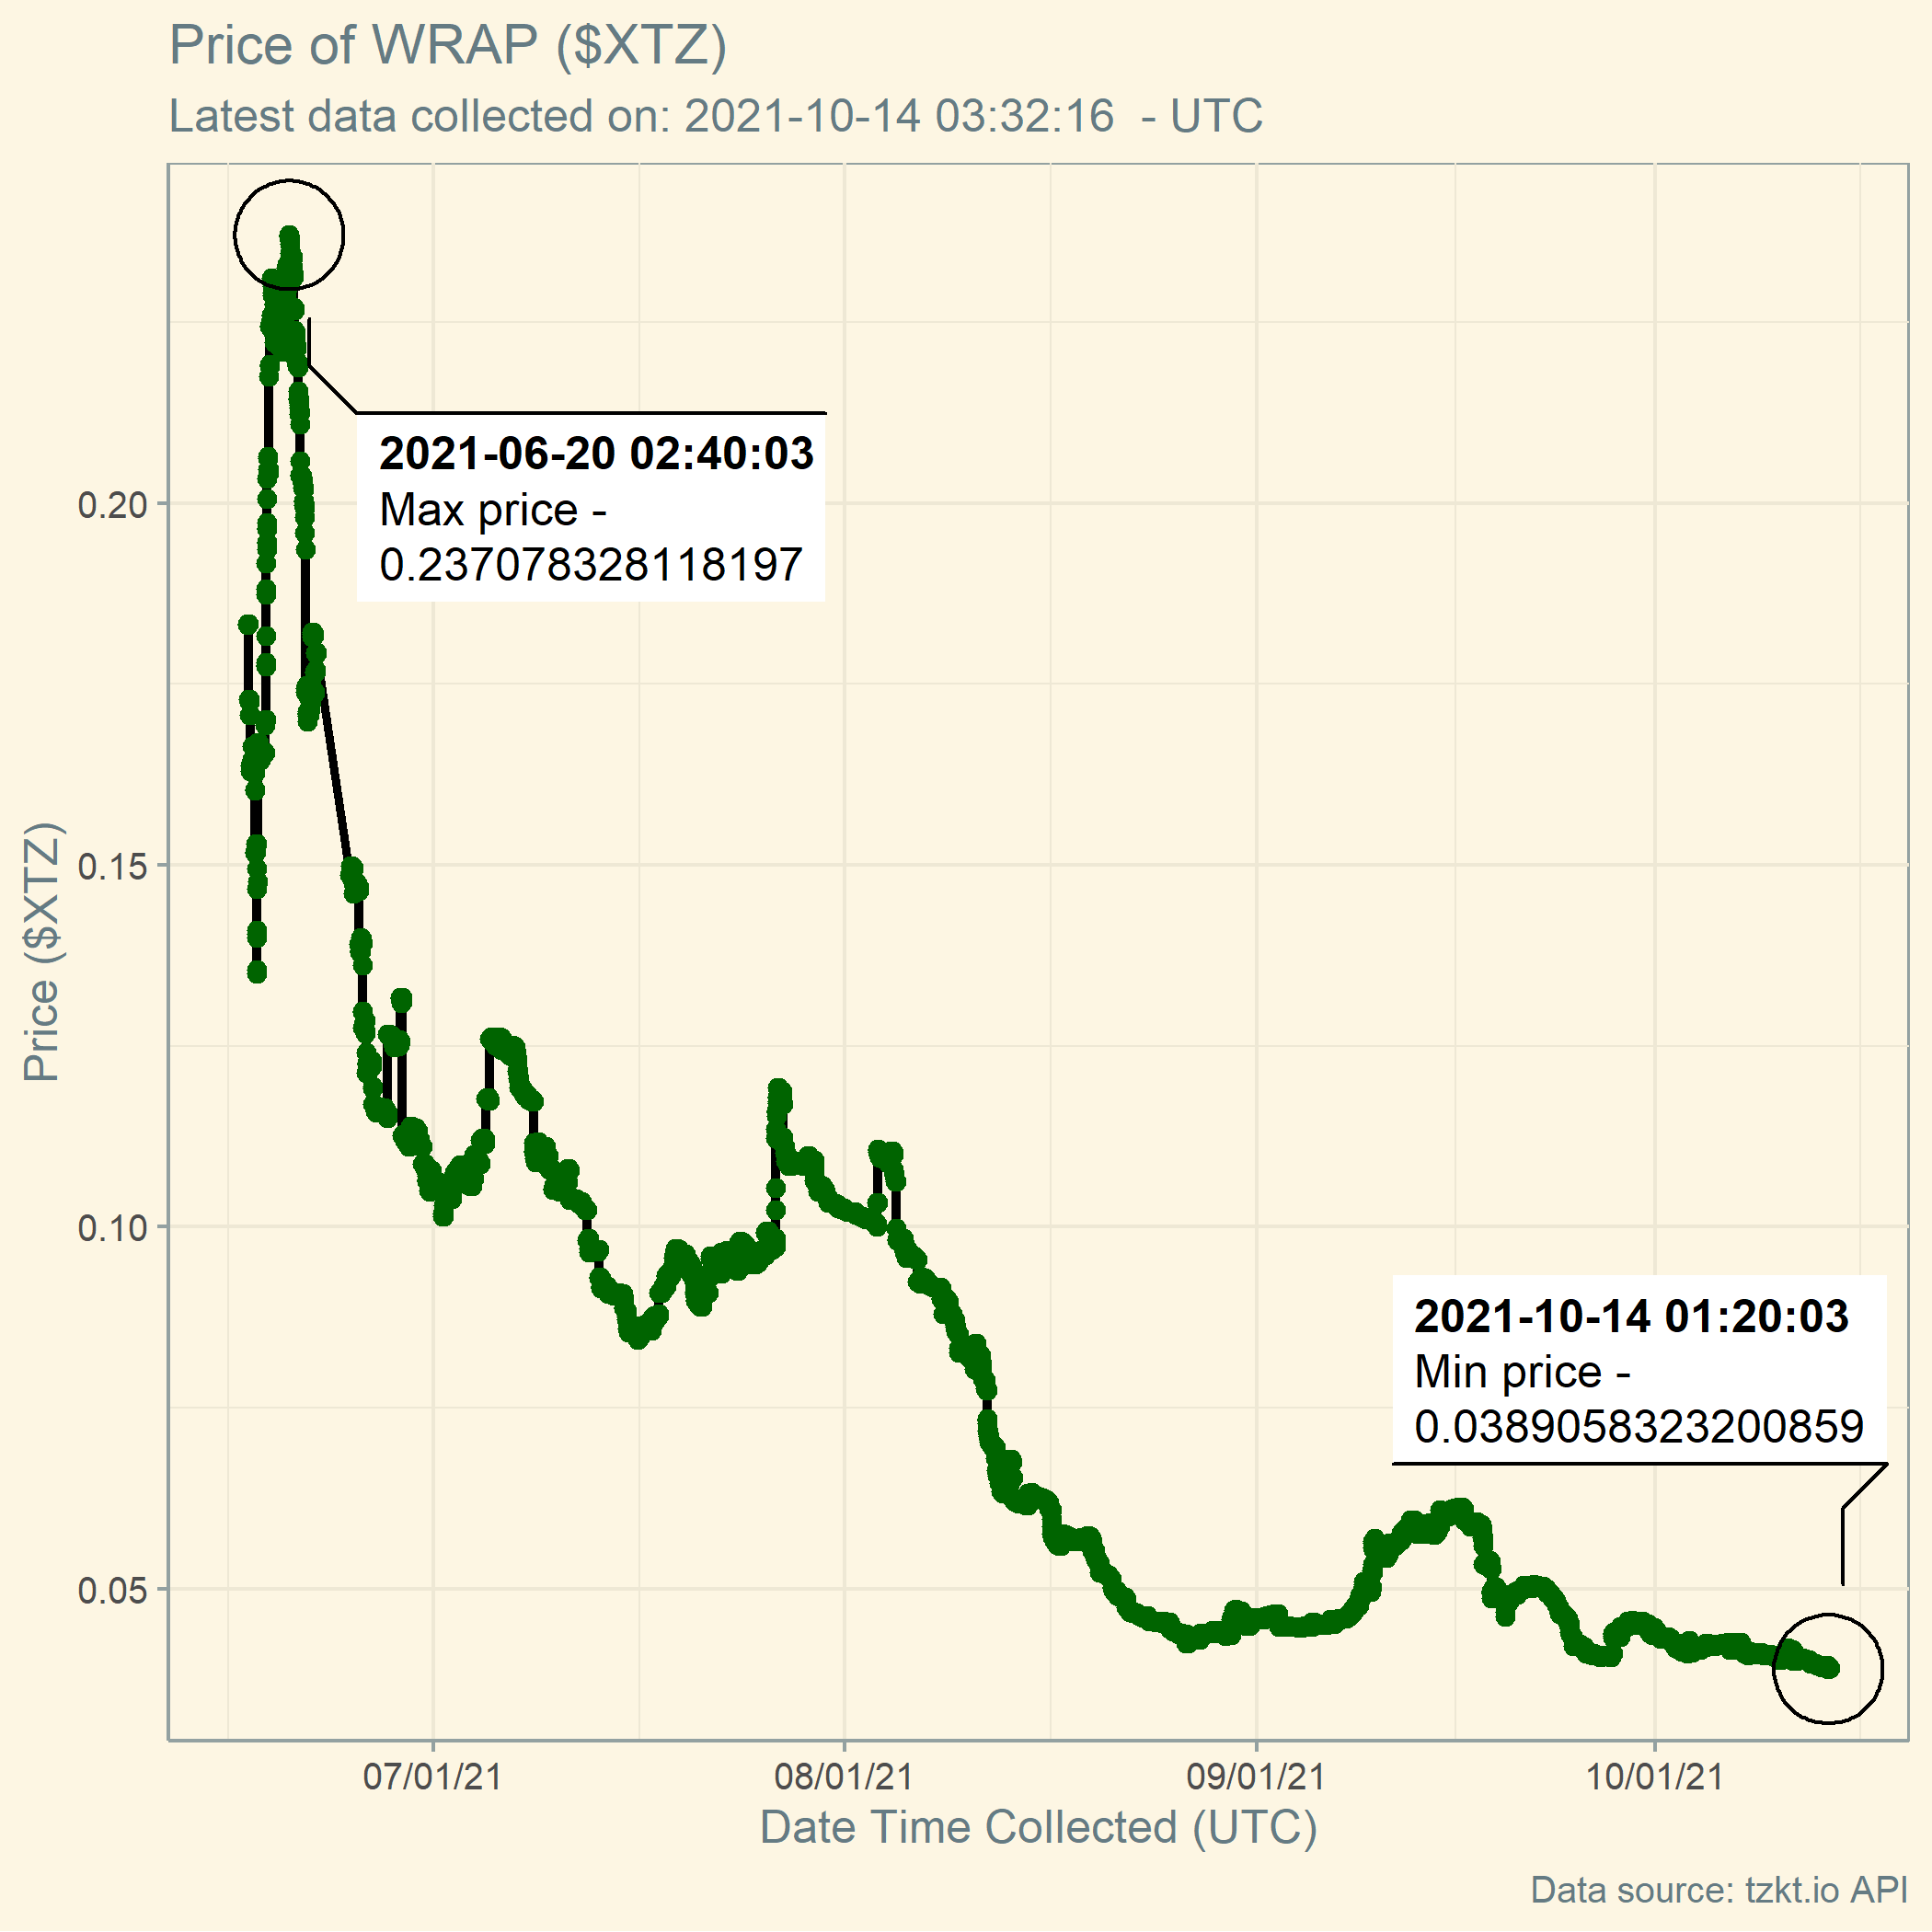 Price of WRAP ($XTZ)
Latest data collected on: 2021-10-14 03:32:16  - UTC
2021-06-20 02:40:03
Max price -
0.237078328118197
0.20
0.15
0.10
0.05
Price ($XTZ)
2021-10-14 01:20:03
Min price -
0.0389058323200859
07/01/21
08/01/21
09/01/21
10/01/21
Date Time Collected (UTC)
Data source: tzkt.io API